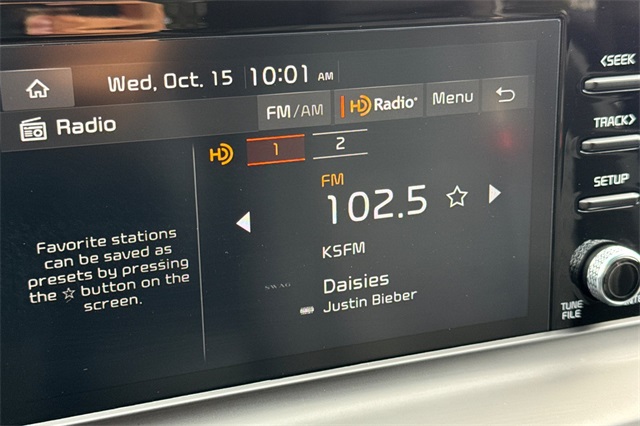 Wed, Oct. 15 10:01 AM
<SEEK
FM/AM HD Radio® Menu
Radio
TRACK>
HD 1 2
SETUP
FM
102.5
KSFM
Favorite stations
can be saved as
presets by pressing
the ☆ button on the
screen.
SWAG
Daisies
Justin Bieber
TUNE
FILE